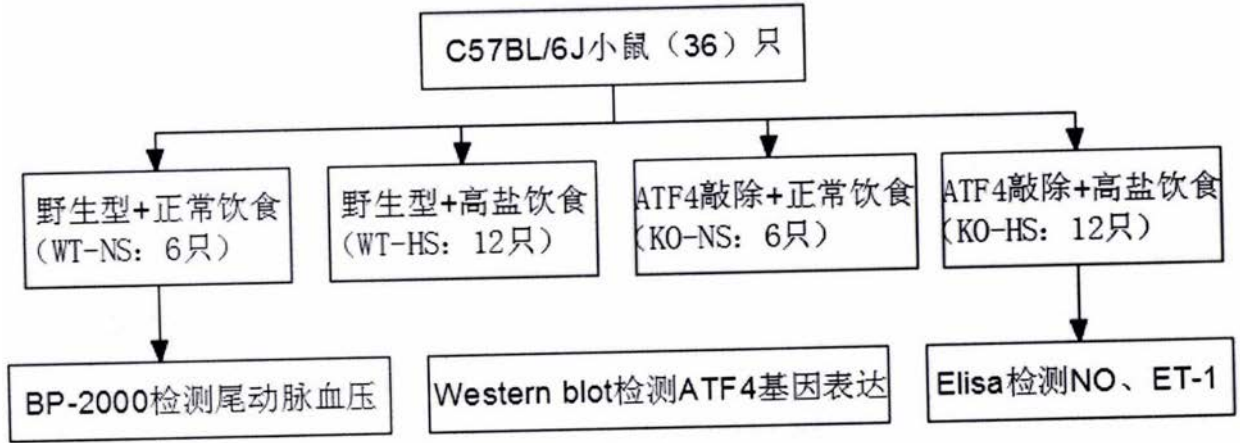 C57BL/6J小鼠（36）只
野生型+正常饮食
(WT-NS: 6只)
野生型+高盐饮食
(WT-HS: 12只)
ATF4敲除+正常饮食
(KO-NS: 6只)
ATF4敲除+高盐饮食
(KO-HS: 12只)
BP-2000检测尾动脉血压
Western blot检测ATF4基因表达
Elisa检测NO、ET-1